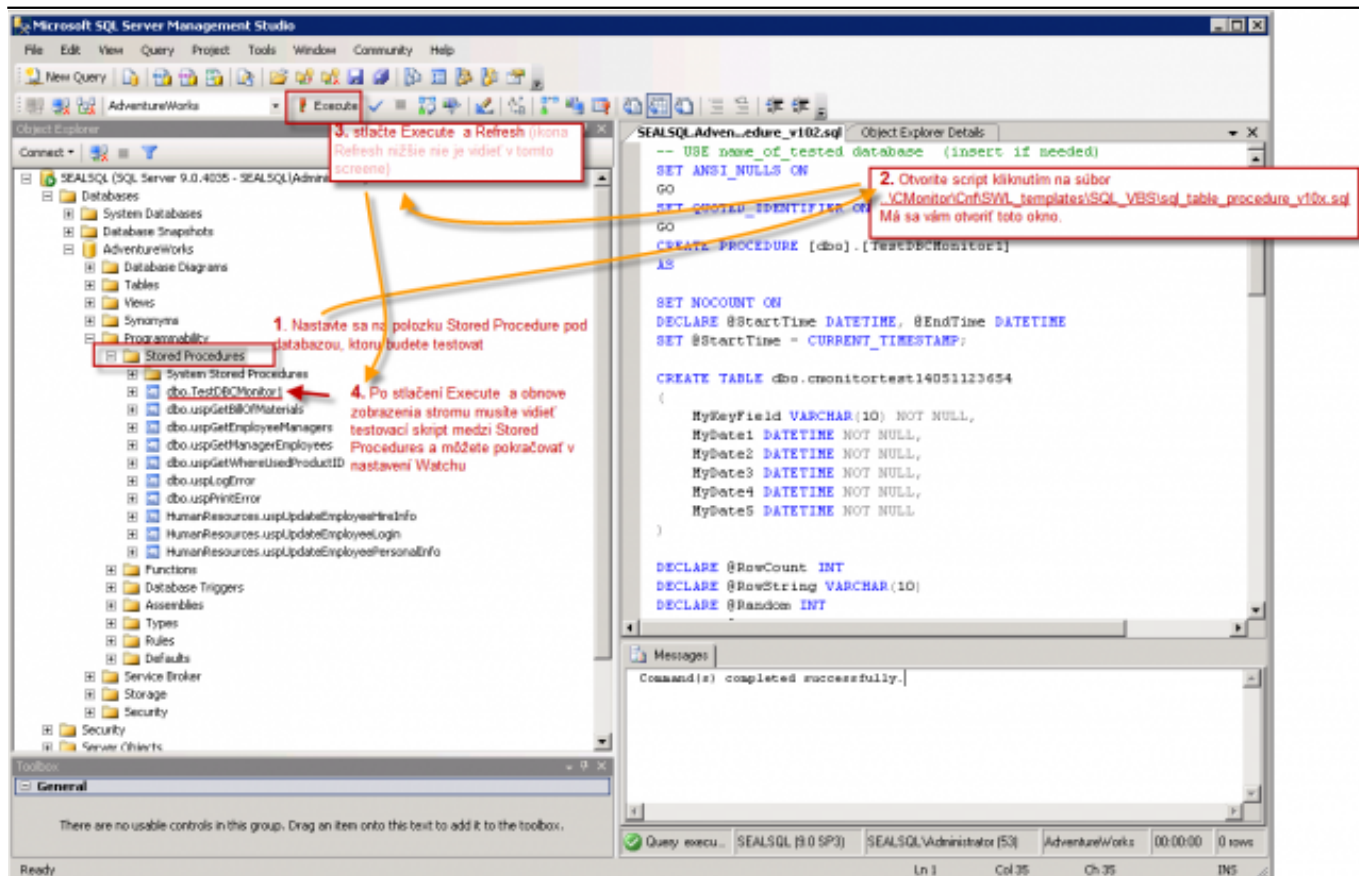 Microsoft SQL Server Management Studio
File Edit View Query Project Tools Window Community Help
New Query
AdventureWorks Execute
Object Explorer
Connect
3. stlačte Execute a Refresh (ikona
Refresh nižšie nie je vidieť v tomto
screene)
SEALSQL (SQL Server 9.0.4035 - SEALSQL\Admini
Databases
System Databases
Database Snapshots
AdventureWorks
Database Diagrams
Tables
Views
Synonyms
Programmability
Stored Procedures
System Stored Procedures
dbo.TestDBCMonitor1
dbo.uspGetBillOfMaterials
dbo.uspGetEmployeeManagers
dbo.uspGetManagerEmployees
dbo.uspGetWhereUsedProductID
dbo.uspLogError
dbo.uspPrintError
HumanResources.uspUpdateEmployeeHireInfo
HumanResources.uspUpdateEmployeeLogin
HumanResources.uspUpdateEmployeePersonalInfo
Functions
Database Triggers
Assemblies
Types
Rules
Defaults
Service Broker
Storage
Security
Security
Server Objects
1. Nastavte sa na polozku Stored Procedure pod
databazou, ktoru budete testovat
4. Po stlačení Execute a obnove
zobrazenia stromu musíte vidieť
testovací skript medzi Stored
Procedures a môžete pokračovať v
nastavení Watchu
Toolbox
General
There are no usable controls in this group. Drag an item onto this text to add it to the toolbox.
SEALSQL.Adven...edure_v102.sql Object Explorer Details
-- USE name_of_tested database (insert if needed)
SET ANSI_NULLS ON
GO
SET QUOTED_IDENTIFIER ON
GO
CREATE PROCEDURE [dbo].[TestDBCMonitor1]
AS
2. Otvorite script kliknutím na súbor
..\CMonitor\Cnf\SWL_templates\SQL_VBS\sql_table_procedure_v10x.sql
Má sa vám otvoriť toto okno.
SET NOCOUNT ON
DECLARE @StartTime DATETIME, @EndTime DATETIME
SET @StartTime = CURRENT_TIMESTAMP;
CREATE TABLE dbo.cmonitortest14051123654
(
MyKeyField VARCHAR(10) NOT NULL,
MyDate1 DATETIME NOT NULL,
MyDate2 DATETIME NOT NULL,
MyDate3 DATETIME NOT NULL,
MyDate4 DATETIME NOT NULL,
MyDate5 DATETIME NOT NULL
)
DECLARE @RowCount INT
DECLARE @RowString VARCHAR(10)
DECLARE @Random INT
Messages
Command(s) completed successfully.
Query execu... SEALSQL (9.0 SP3) SEALSQL\Administrator (53) AdventureWorks 00:00:00 0 rows
Ready Ln 1 Col 35 Ch 35 INS